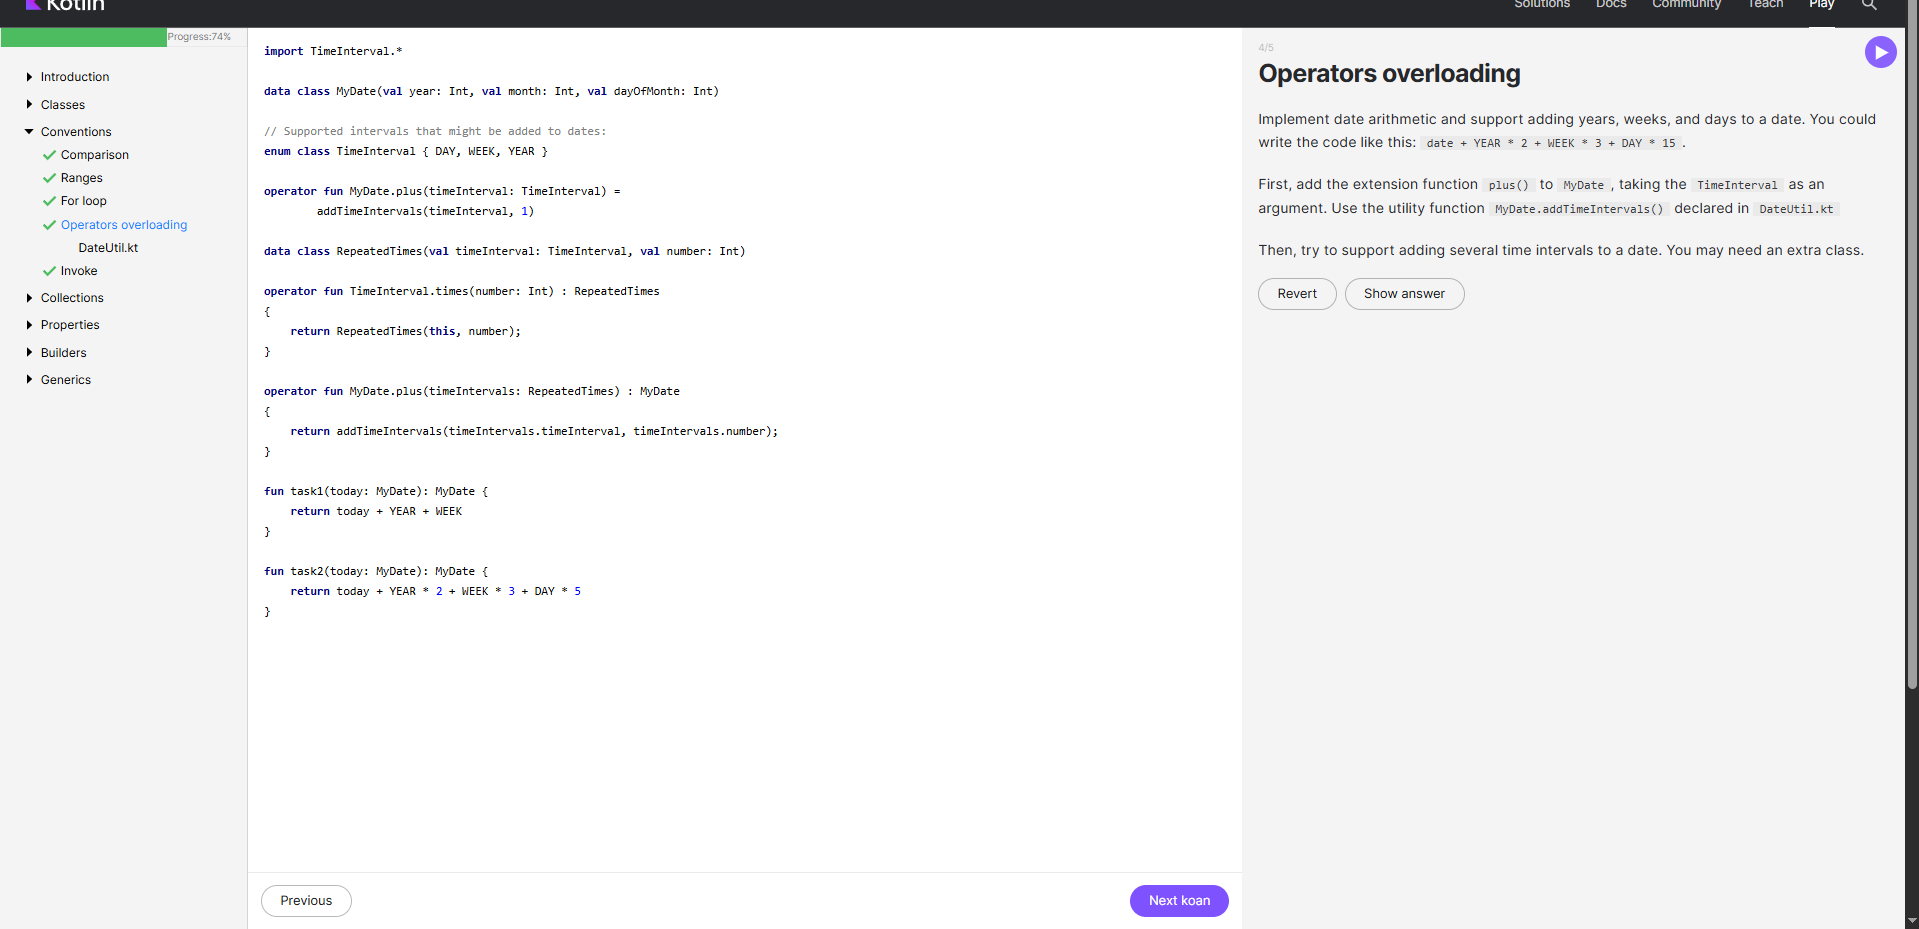 Kotlin
Solutions Docs Community Teach Play
Progress:74%
Introduction
Classes
Conventions
Comparison
Ranges
For loop
Operators overloading
DateUtil.kt
Invoke
Collections
Properties
Builders
Generics
import TimeInterval.*
data class MyDate(val year: Int, val month: Int, val dayOfMonth: Int)
// Supported intervals that might be added to dates:
enum class TimeInterval { DAY, WEEK, YEAR }
operator fun MyDate.plus(timeInterval: TimeInterval) =
        addTimeIntervals(timeInterval, 1)
data class RepeatedTimes(val timeInterval: TimeInterval, val number: Int)
operator fun TimeInterval.times(number: Int) : RepeatedTimes
{
    return RepeatedTimes(this, number);
}
operator fun MyDate.plus(timeIntervals: RepeatedTimes) : MyDate
{
    return addTimeIntervals(timeIntervals.timeInterval, timeIntervals.number);
}
fun task1(today: MyDate): MyDate {
    return today + YEAR + WEEK
}
fun task2(today: MyDate): MyDate {
    return today + YEAR * 2 + WEEK * 3 + DAY * 5
}
Previous
Next koan
4/5
Operators overloading
Implement date arithmetic and support adding years, weeks, and days to a date. You could
write the code like this: date + YEAR * 2 + WEEK * 3 + DAY * 15 .
First, add the extension function plus() to MyDate , taking the TimeInterval as an
argument. Use the utility function MyDate.addTimeIntervals() declared in DateUtil.kt
Then, try to support adding several time intervals to a date. You may need an extra class.
Revert
Show answer